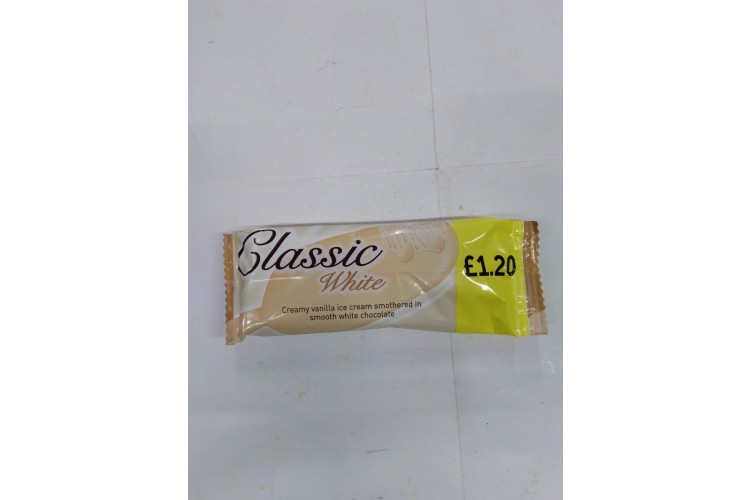 Classic
White
£1.20
Creamy vanilla ice cream smothered in
smooth white chocolate